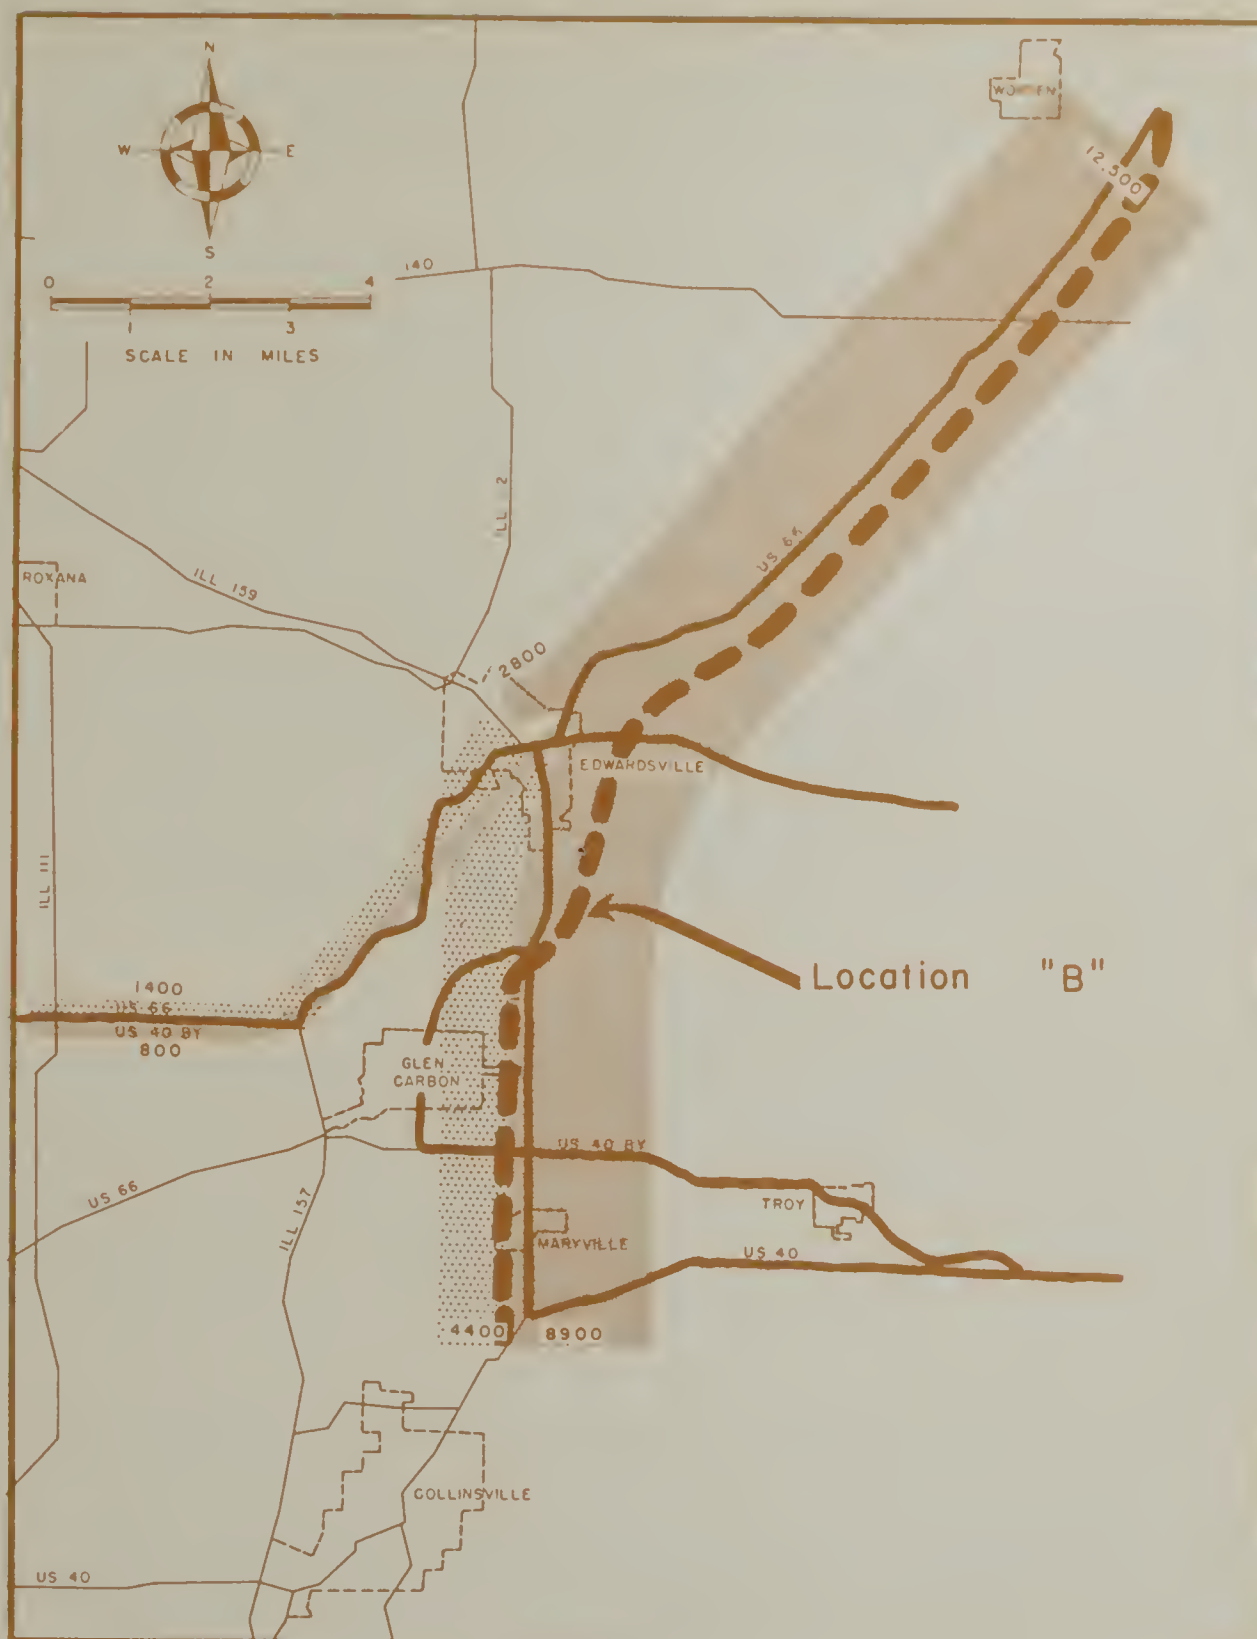 N
W E
S
WORDEN
12,500
0 2 4
1 3
SCALE IN MILES
140
ILL 112
US 66
ROXANA
ILL 159
2800
EDWARDSVILLE
ILL 111
Location "B"
1400
US 66
US 40 BY
800
GLEN
CARBON
US 40 BY
US 66
ILL 157
TROY
MARYVILLE
US 40
4400 8900
COLLINSVILLE
US 40